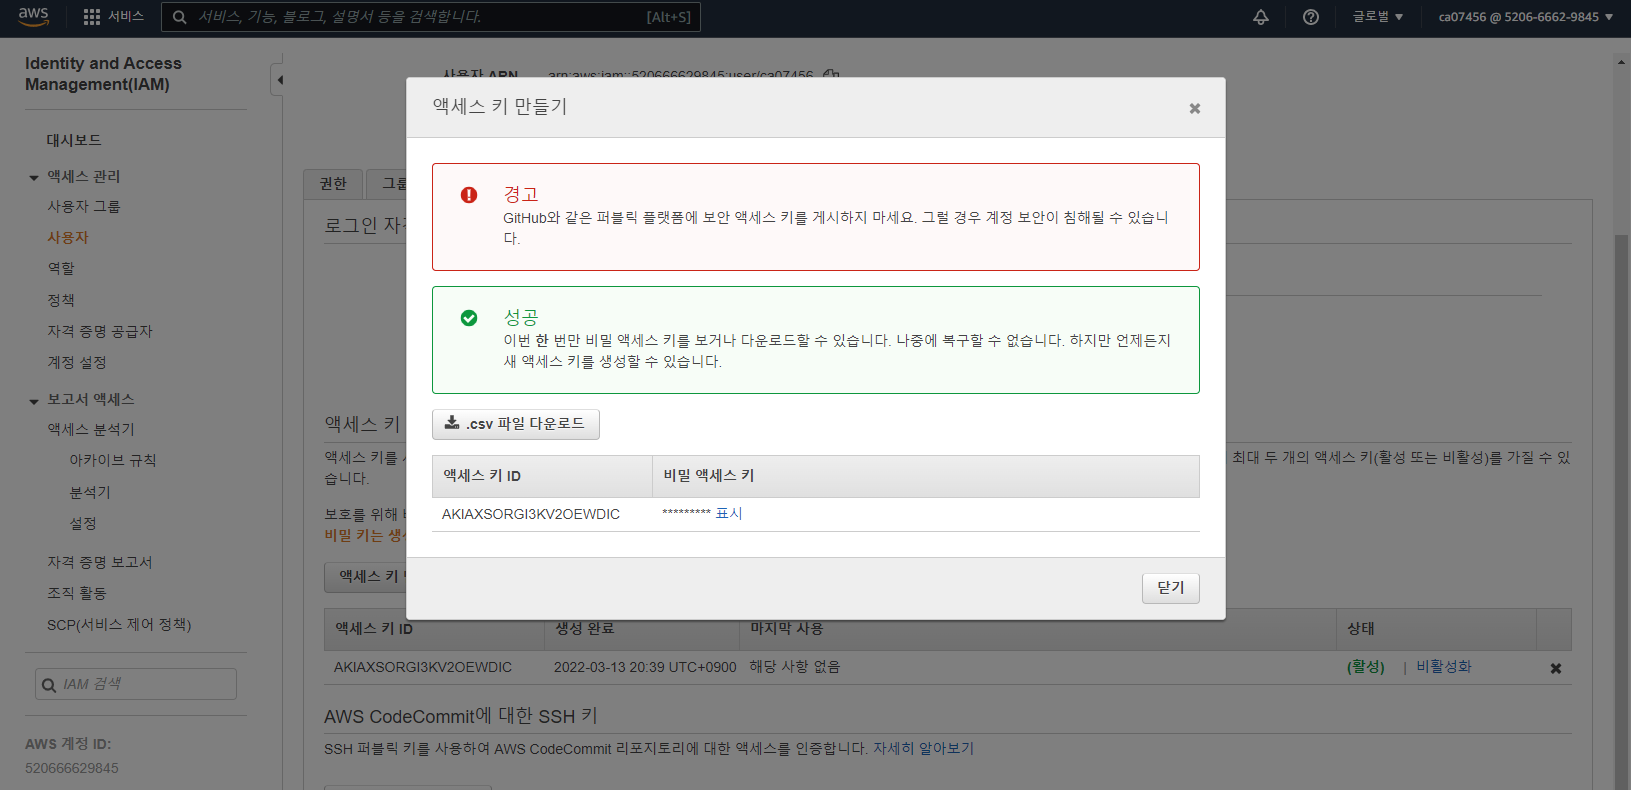 aws
서비스
서비스, 기능, 블로그, 설명서 등을 검색합니다.
[Alt+S]
글로벌
ca07456 @ 5206-6662-9845
Identity and Access
Management(IAM)
대시보드
액세스 관리
사용자 그룹
사용자
역할
정책
자격 증명 공급자
계정 설정
보고서 액세스
액세스 분석기
아카이브 규칙
분석기
설정
자격 증명 보고서
조직 활동
SCP(서비스 제어 정책)
IAM 검색
AWS 계정 ID:
520666629845
사용자 ARN
arn:aws:iam::520666629845:user/ca07456
권한
그룹
로그인 자
액세스 키 만들기
경고
GitHub와 같은 퍼블릭 플랫폼에 보안 액세스 키를 게시하지 마세요. 그럴 경우 계정 보안이 침해될 수 있습니
다.
성공
이번 한 번만 비밀 액세스 키를 보거나 다운로드할 수 있습니다. 나중에 복구할 수 없습니다. 하지만 언제든지
새 액세스 키를 생성할 수 있습니다.
.csv 파일 다운로드
액세스 키 ID 비밀 액세스 키
AKIAXSORGI3KV2OEWDIC ********* 표시
닫기
액세스 키
액세스 키를 최대 두 개의 액세스 키(활성 또는 비활성)를 가질 수 있
습니다.
보호를 위해
비밀 키는 생
액세스 키
액세스 키 ID 생성 완료 마지막 사용 상태
AKIAXSORGI3KV2OEWDIC 2022-03-13 20:39 UTC+0900 해당 사항 없음 (활성) | 비활성화
AWS CodeCommit에 대한 SSH 키
SSH 퍼블릭 키를 사용하여 AWS CodeCommit 리포지토리에 대한 액세스를 인증합니다. 자세히 알아보기